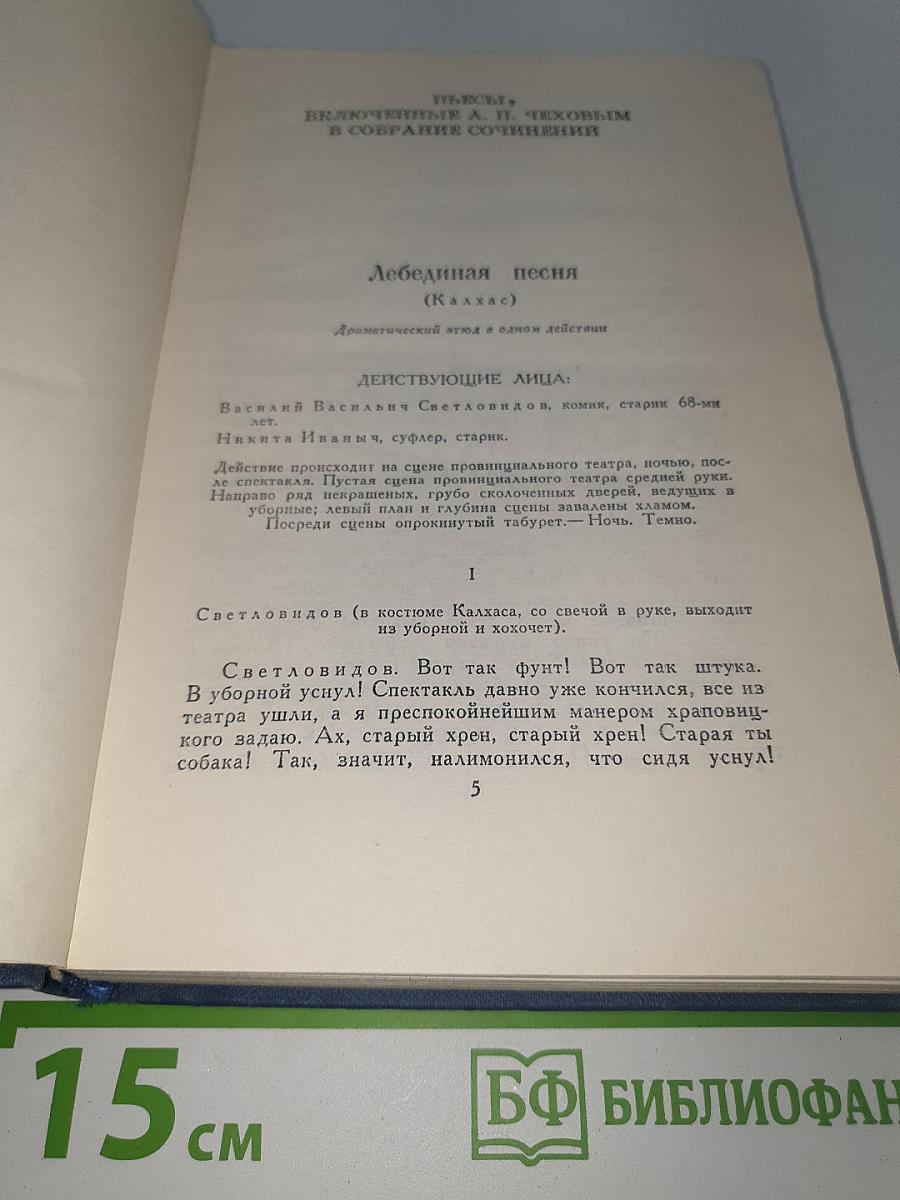 ПЬЕСЫ,
ВКЛЮЧЕННЫЕ А. П. ЧЕХОВЫМ
В СОБРАНИЕ СОЧИНЕНИЙ
Лебединая песня
(Калхас)
Драматический этюд в одном действии
ДЕЙСТВУЮЩИЕ ЛИЦА:
Василий Васильич Светловидов, комик, старик 68-ми
лет.
Никита Иваныч, суфлер, старик.
Действие происходит на сцене провинциального театра, ночью, пос-
ле спектакля. Пустая сцена провинциального театра средней руки.
Направо ряд некрашеных, грубо сколоченных дверей, ведущих в
уборные; левый план и глубина сцены завалены хламом.
Посреди сцены опрокинутый табурет.— Ночь. Темно.
I
Светловидов (в костюме Калхаса, со свечой в руке, выходит
из уборной и хохочет).
Светловидов. Вот так фунт! Вот так штука.
В уборной уснул! Спектакль давно уже кончился, все из
театра ушли, а я преспокойнейшим манером храповиц-
кого задаю. Ах, старый хрен, старый хрен! Старая ты
собака! Так, значит, налимонился, что сидя уснул!
5
15 см
БФ БИБЛИОФАН